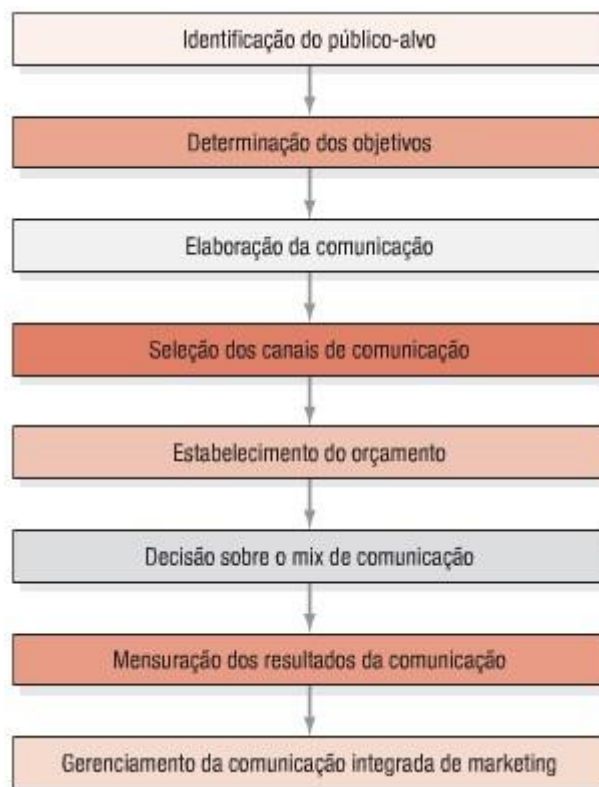 Identificação do público-alvo
Determinação dos objetivos
Elaboração da comunicação
Seleção dos canais de comunicação
Estabelecimento do orçamento
Decisão sobre o mix de comunicação
Mensuração dos resultados da comunicação
Gerenciamento da comunicação integrada de marketing